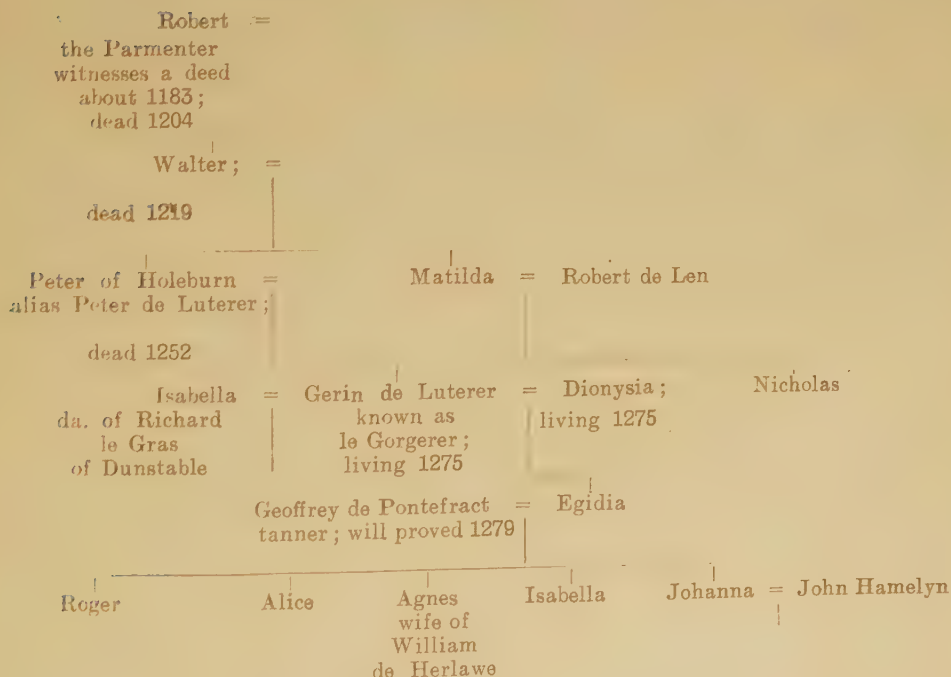 Robert =
the Parmenter
witnesses a deed
about 1183;
dead 1204
Walter; =
dead 1219
Peter of Holeburn = Matilda = Robert de Len
alias Peter de Luterer;
dead 1252
Isabella = Gerin de Luterer = Dionysia; Nicholas
da. of Richard known as living 1275
le Gras le Gorgerer;
of Dunstable living 1275
Geoffrey de Pontefract = Egidia
tanner; will proved 1279
Roger Alice Agnes Isabella Johanna = John Hamelyn
wife of
William
de Herlawe